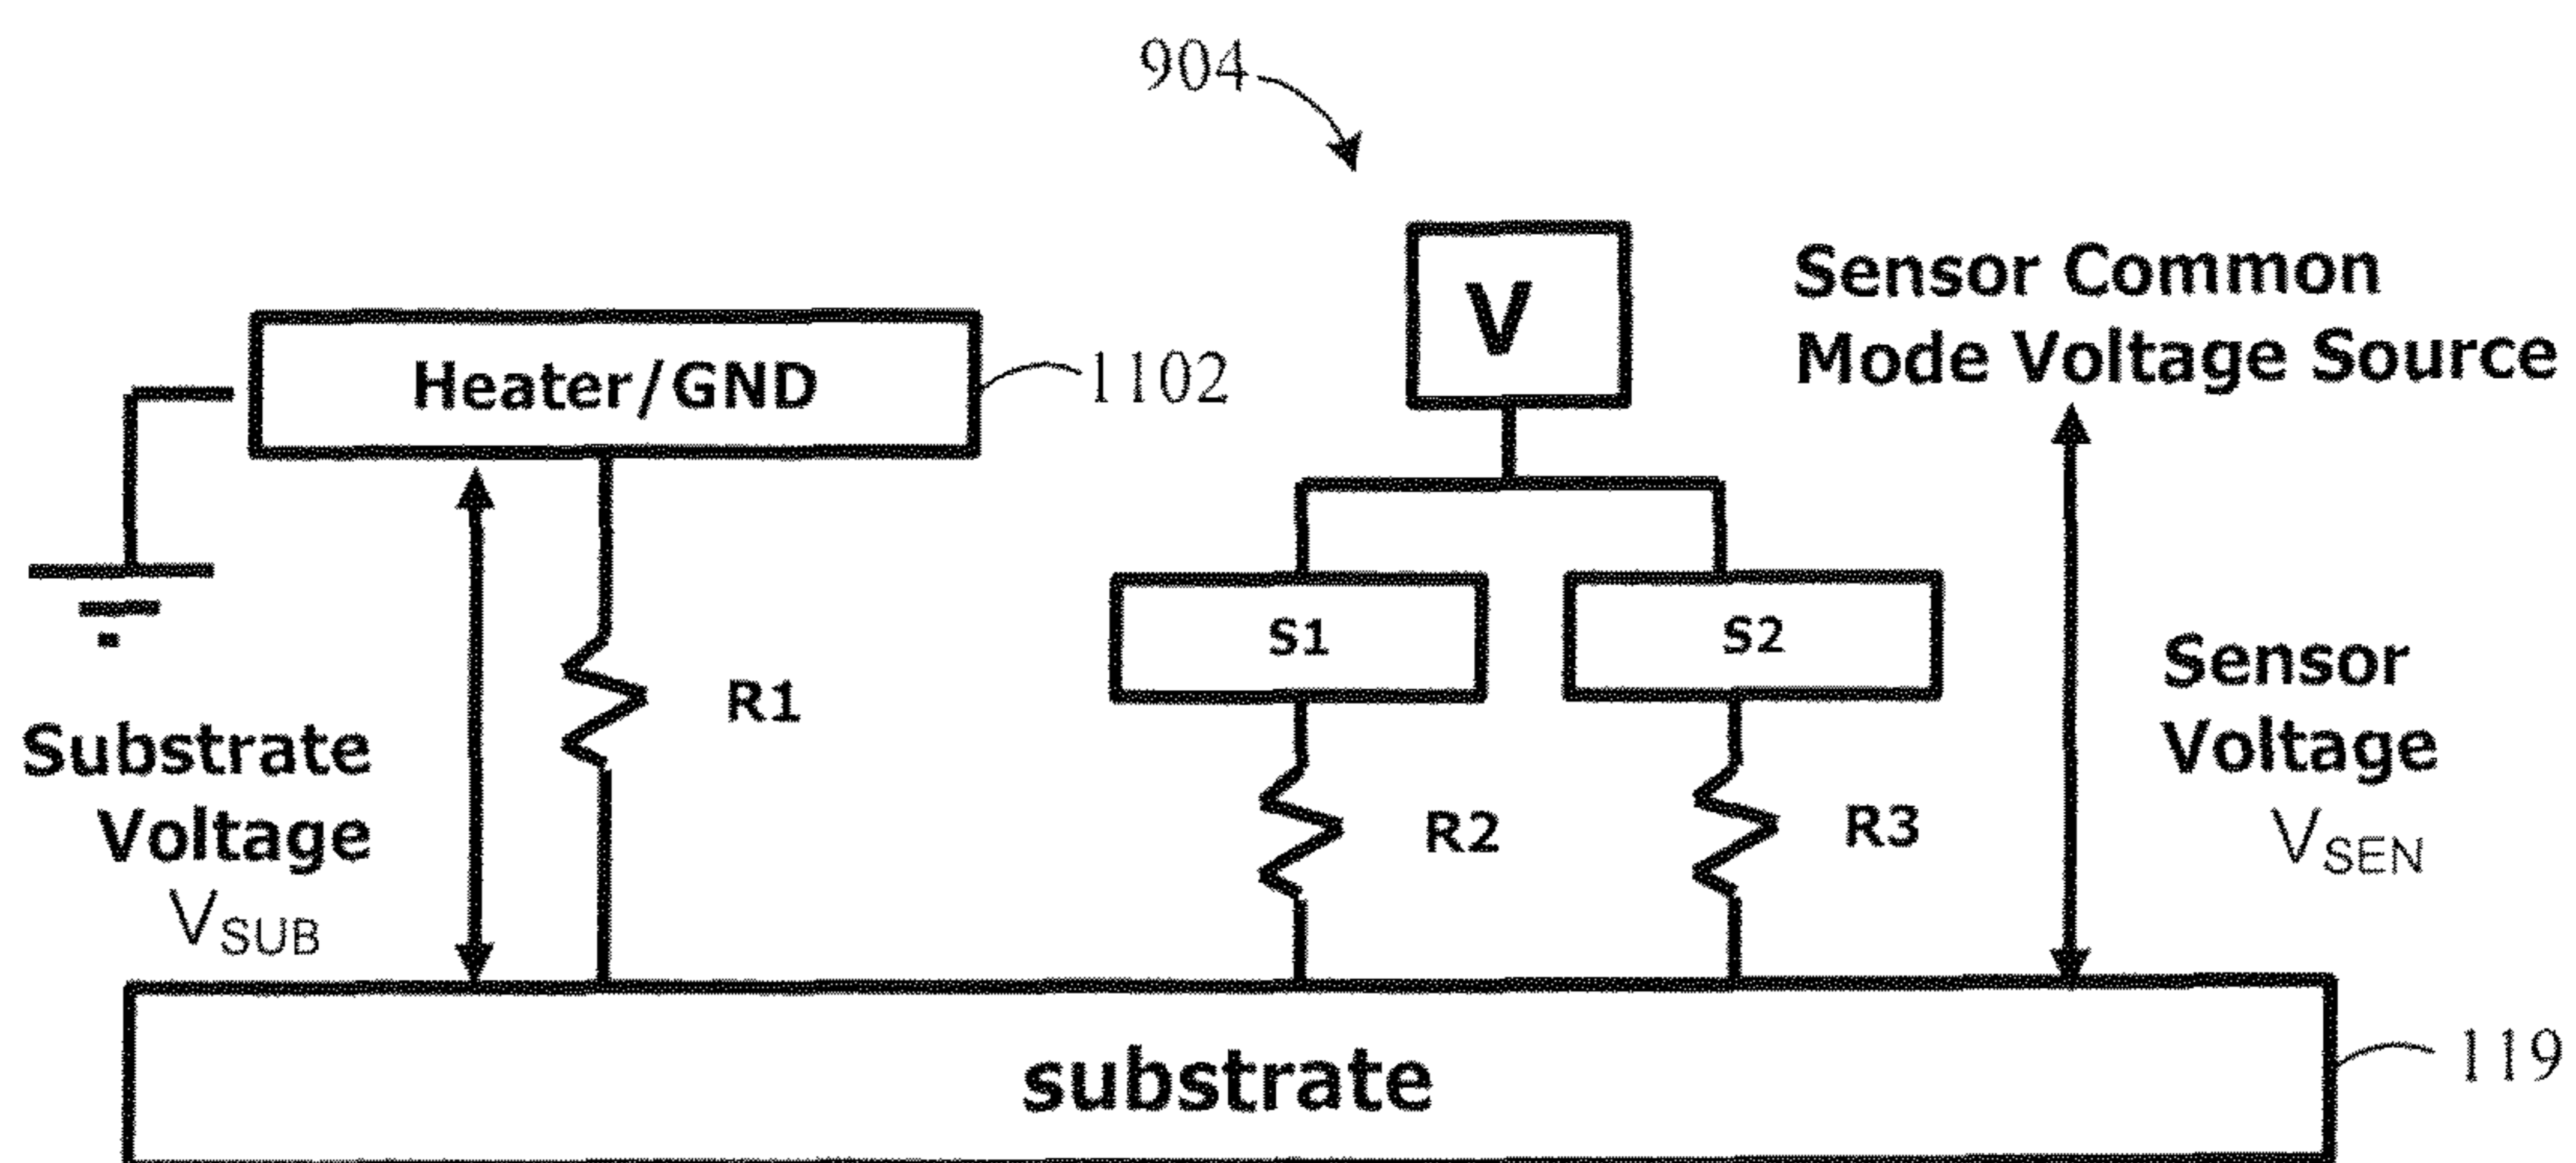 904
V
Sensor Common
Mode Voltage Source
Heater/GND
1102
S1
S2
R1
R2
R3
Substrate
Voltage
VSUB
Sensor
Voltage
VSEN
substrate
119